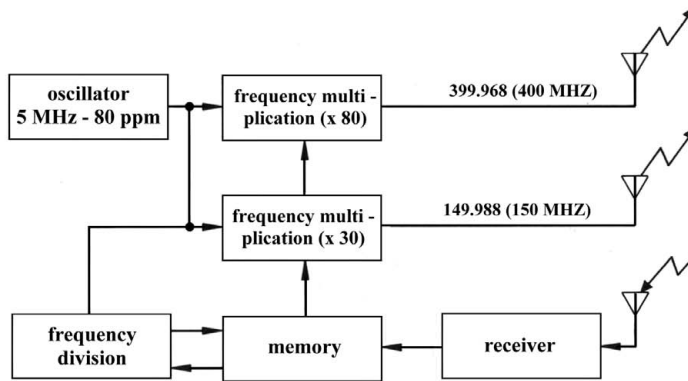 oscillator
5 MHz - 80 ppm
frequency multi -
plication (x 80)
399.968 (400 MHZ)
frequency multi -
plication (x 30)
149.988 (150 MHZ)
frequency
division
memory
receiver